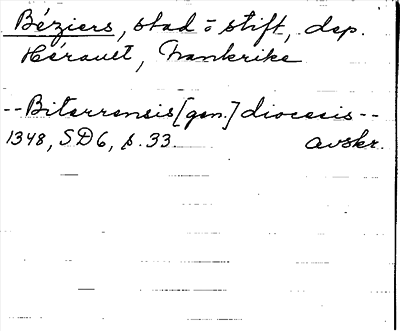 Béziers, stad o stift, dep.
Hérault, Frankrike
--Biterrensis [gen.] diocesis--
1348, SD6, s. 33. avskr.